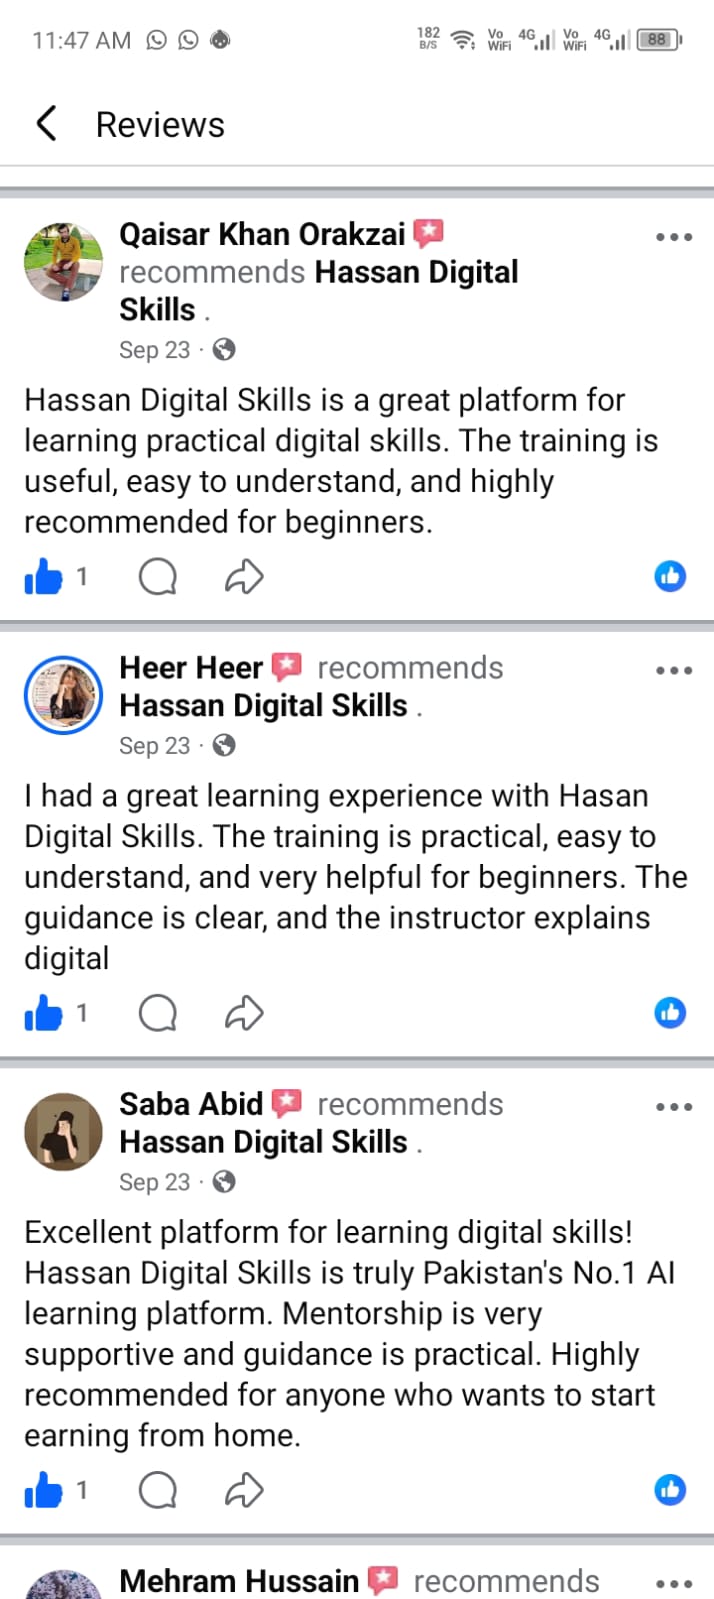 11:47 AM 182 B/S Vo WiFi 4G Vo WiFi 4G 88
Reviews
Qaisar Khan Orakzai
recommends Hassan Digital
Skills .
Sep 23 ·
Hassan Digital Skills is a great platform for
learning practical digital skills. The training is
useful, easy to understand, and highly
recommended for beginners.
1
Heer Heer recommends
Hassan Digital Skills .
Sep 23 ·
I had a great learning experience with Hasan
Digital Skills. The training is practical, easy to
understand, and very helpful for beginners. The
guidance is clear, and the instructor explains
digital
1
Saba Abid recommends
Hassan Digital Skills .
Sep 23 ·
Excellent platform for learning digital skills!
Hassan Digital Skills is truly Pakistan's No.1 AI
learning platform. Mentorship is very
supportive and guidance is practical. Highly
recommended for anyone who wants to start
earning from home.
1
Mehram Hussain recommends